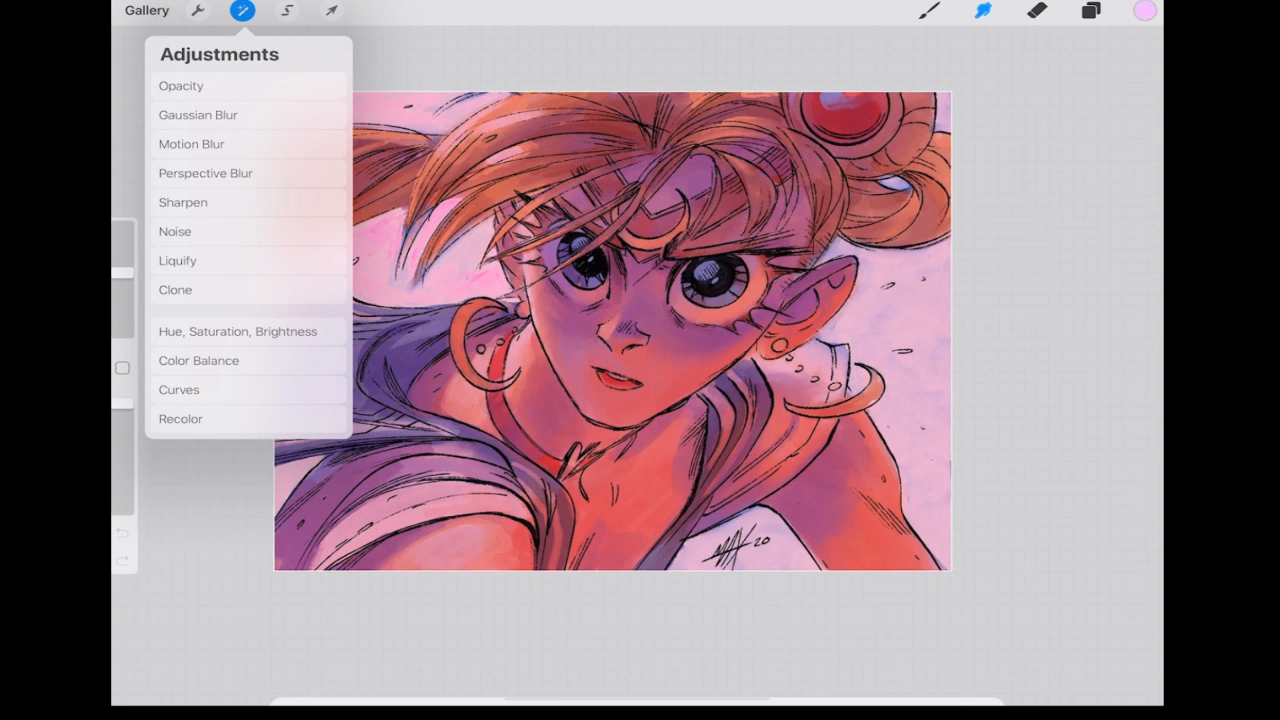 Gallery
Adjustments
Opacity
Gaussian Blur
Motion Blur
Perspective Blur
Sharpen
Noise
Liquify
Clone
Hue, Saturation, Brightness
Color Balance
Curves
Recolor
20